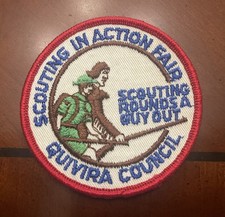 SCOUTING IN ACTION FAIR
SCOUTING
ROUNDS A
GUY OUT.
QUIVIRA COUNCIL